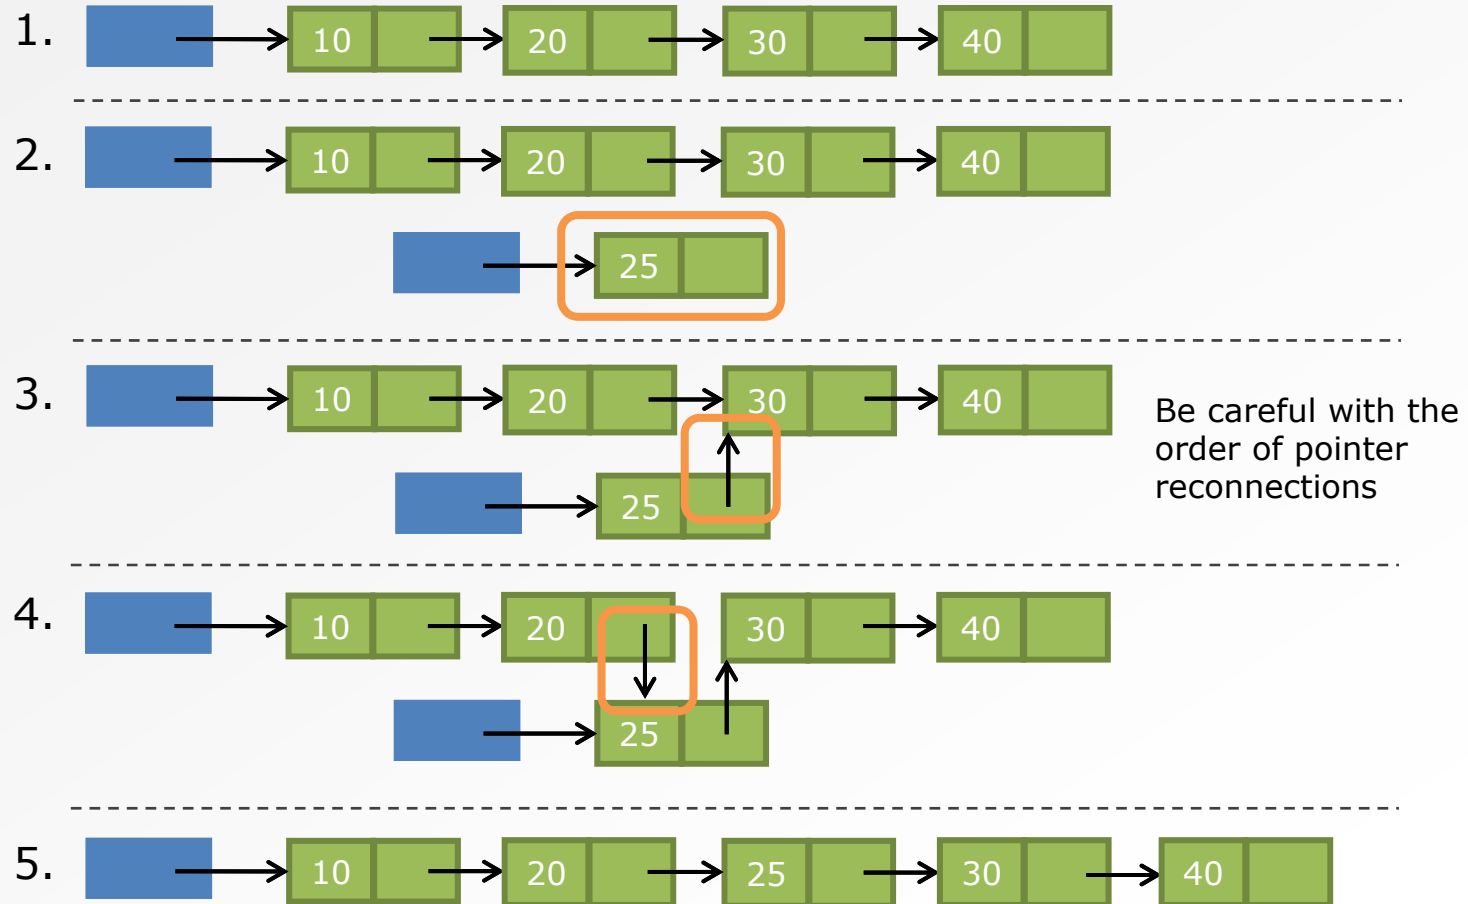 1. 10 20 30 40
2. 10 20 30 40
25
3. 10 20 30 40
25
Be careful with the
order of pointer
reconnections
4. 10 20 30 40
25
5. 10 20 25 30 40